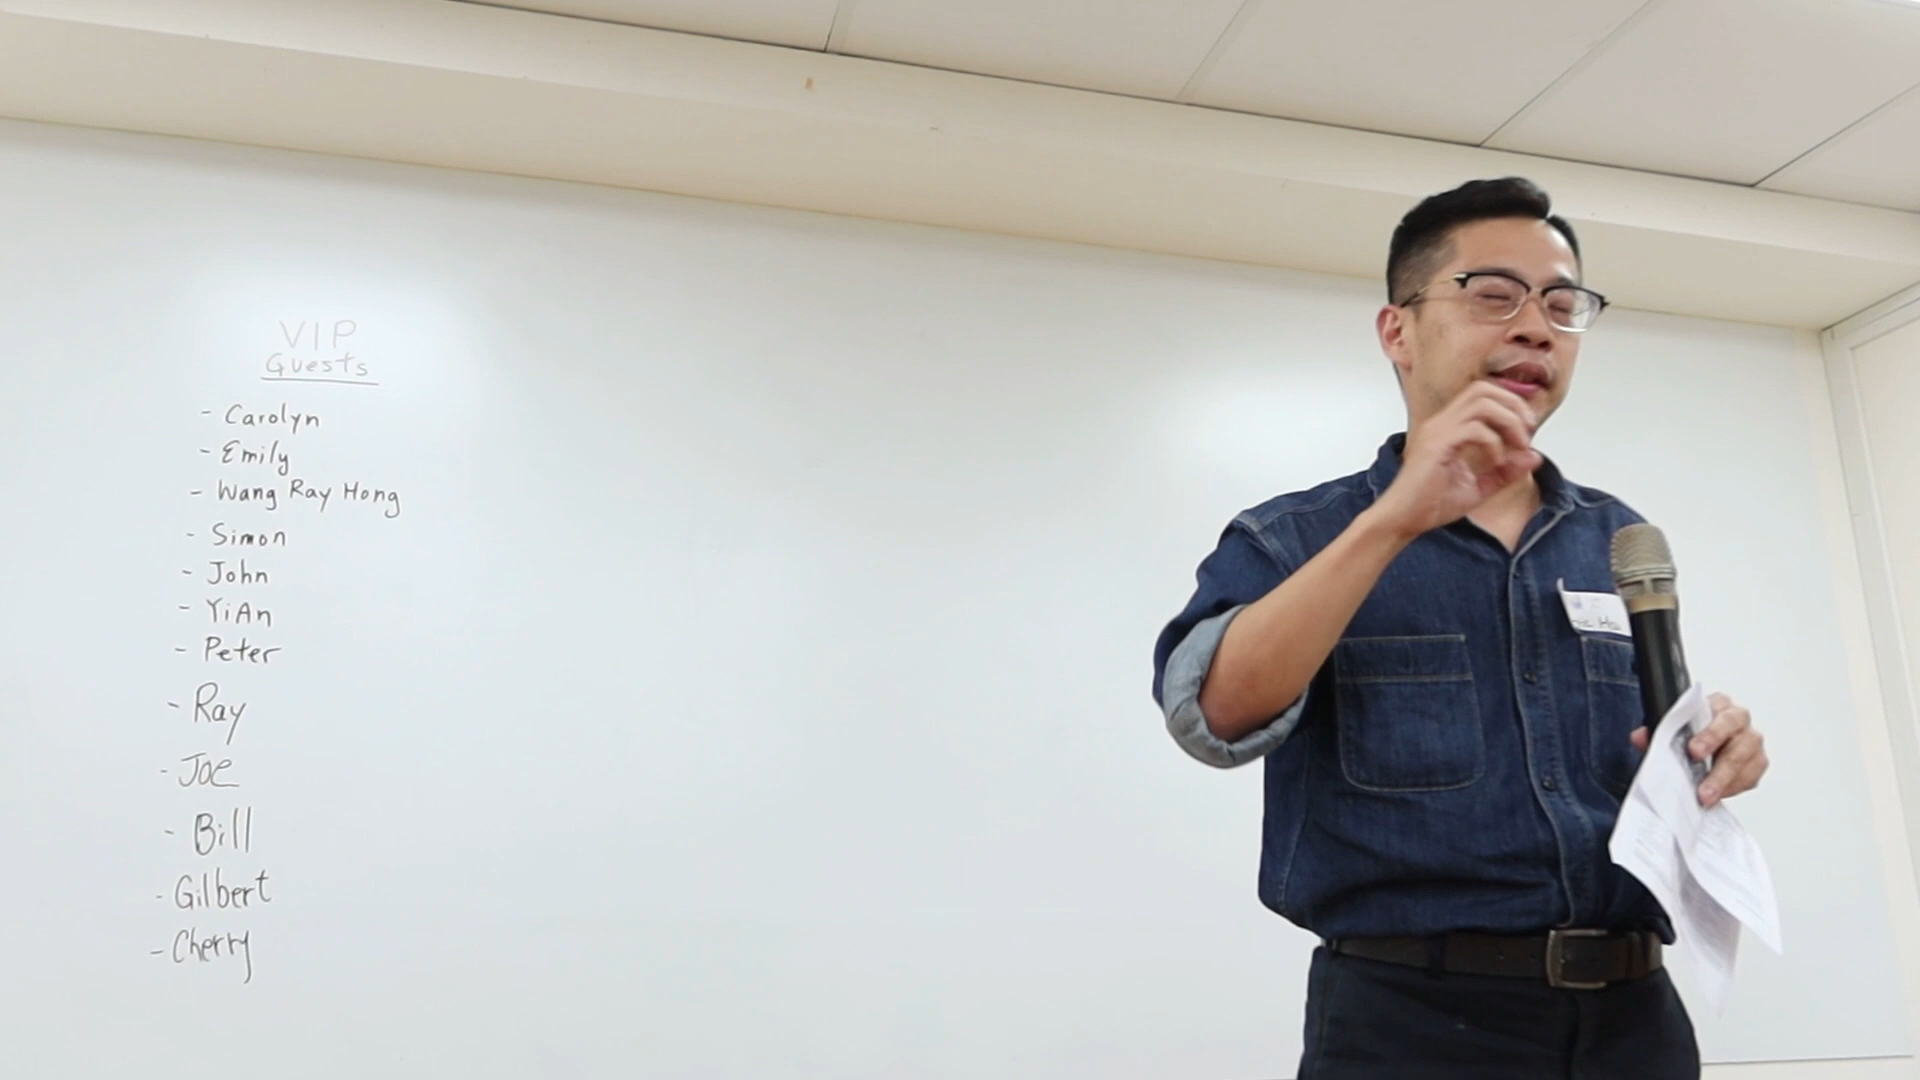 VIP
Guests
- Carolyn
- Emily
- Wang Ray Hong
- Simon
- John
- YiAn
- Peter
- Ray
- Joe
- Bill
- Gilbert
- Cherry